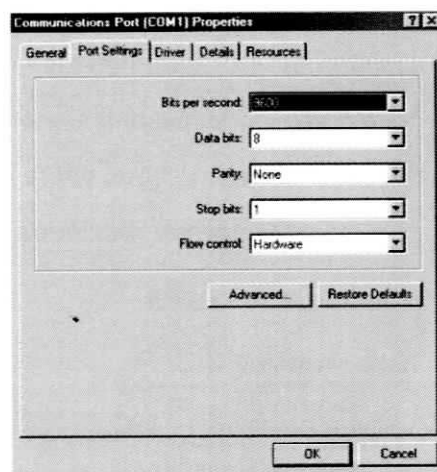 Communications Port (COM1) Properties
General Port Settings Driver Details Resources
Bits per second: 9600
Data bits: 8
Parity: None
Stop bits: 1
Flow control: Hardware
Advanced... Restore Defaults
OK Cancel